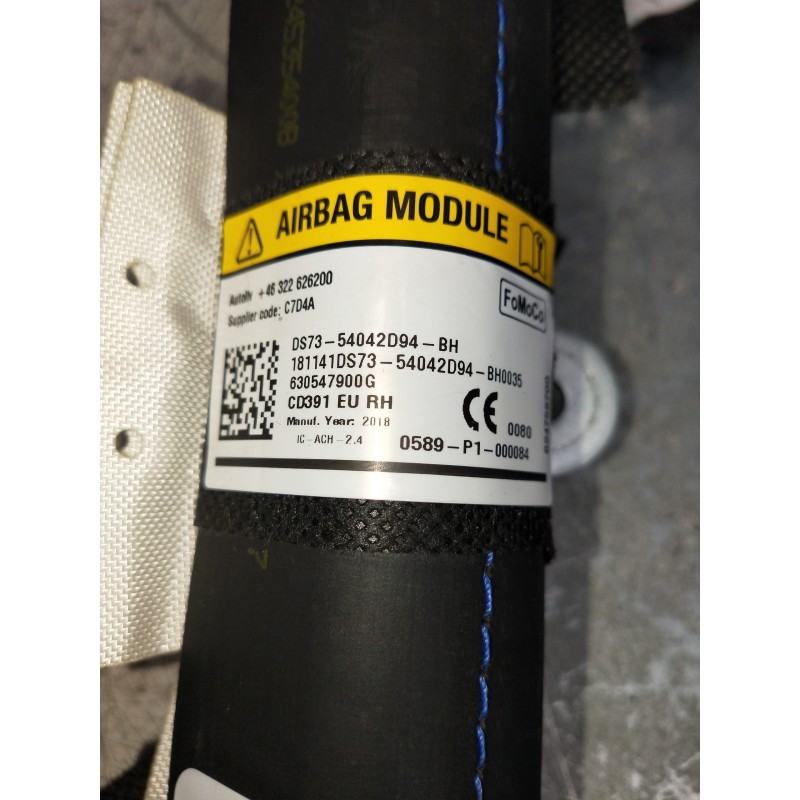 AIRBAG MODULE
Autoliv +46 322 626200
Supplier code: C7D4A
FoMoCo
DS73-54042D94-BH
181141DS73-54042D94-BH0035
630547900G
CD391 EU RH
Manuf. Year: 2018
IC-ACH-2.4
CE 0080
0589-P1-000084